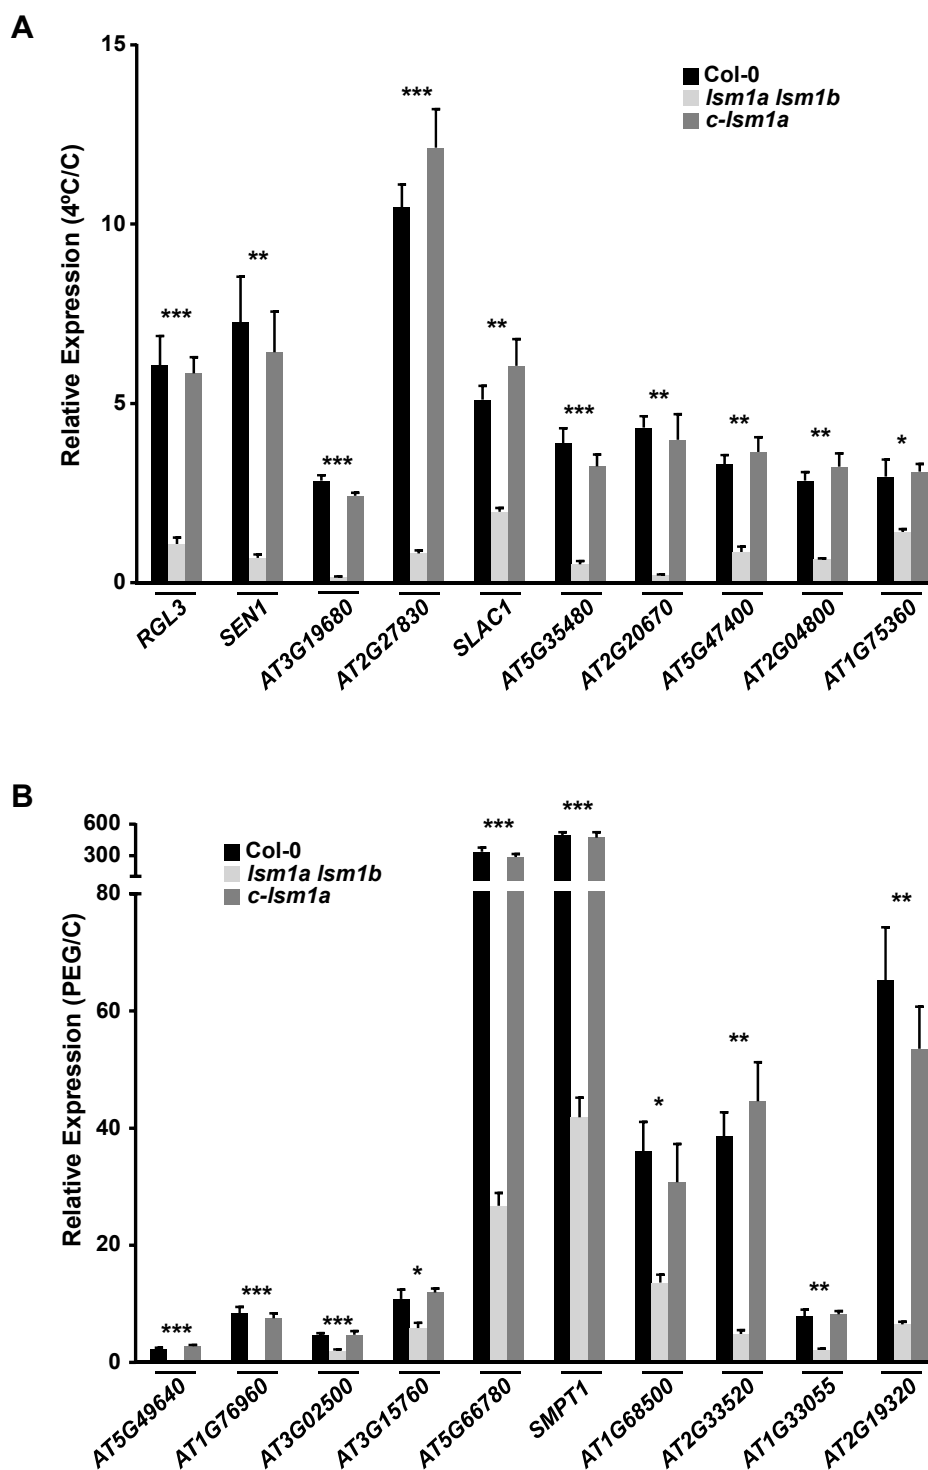 A
15
10
5
0
Relative Expression (4ºC/C)
Col-0
lsm1a lsm1b
c-lsm1a
***
**
***
***
**
***
**
**
**
*
RGL3
SEN1
AT3G19680
AT2G27830
SLAC1
AT5G35480
AT2G20670
AT5G47400
AT2G04800
AT1G75360
B
600
300
80
60
40
20
0
Relative Expression (PEG/C)
Col-0
lsm1a lsm1b
c-lsm1a
***
***
***
*
***
***
*
**
**
**
AT5G49640
AT1G76960
AT3G02500
AT3G15760
AT5G66780
SMPT1
AT1G68500
AT2G33520
AT1G33055
AT2G19320